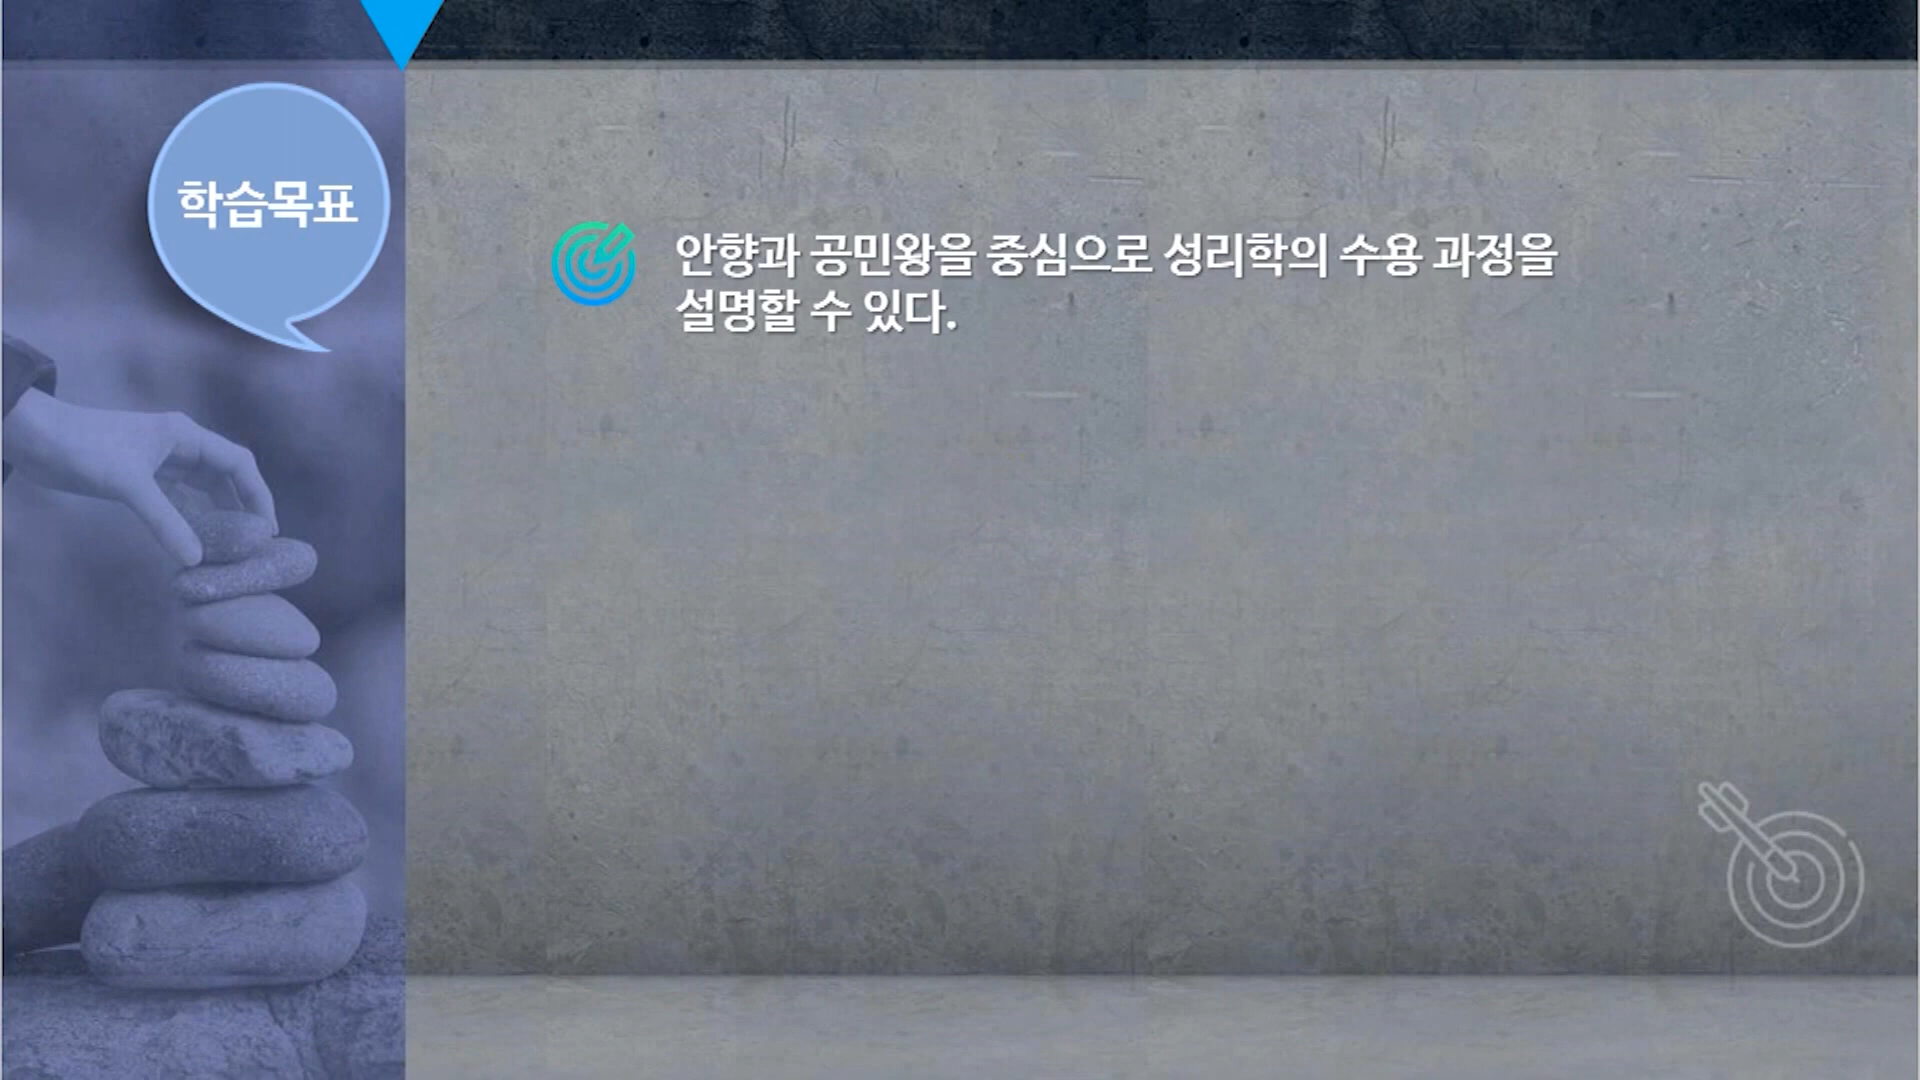 학습목표
안향과 공민왕을 중심으로 성리학의 수용 과정을
설명할 수 있다.